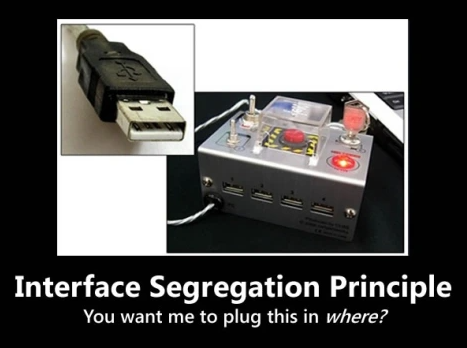 Interface Segregation Principle
You want me to plug this in where?